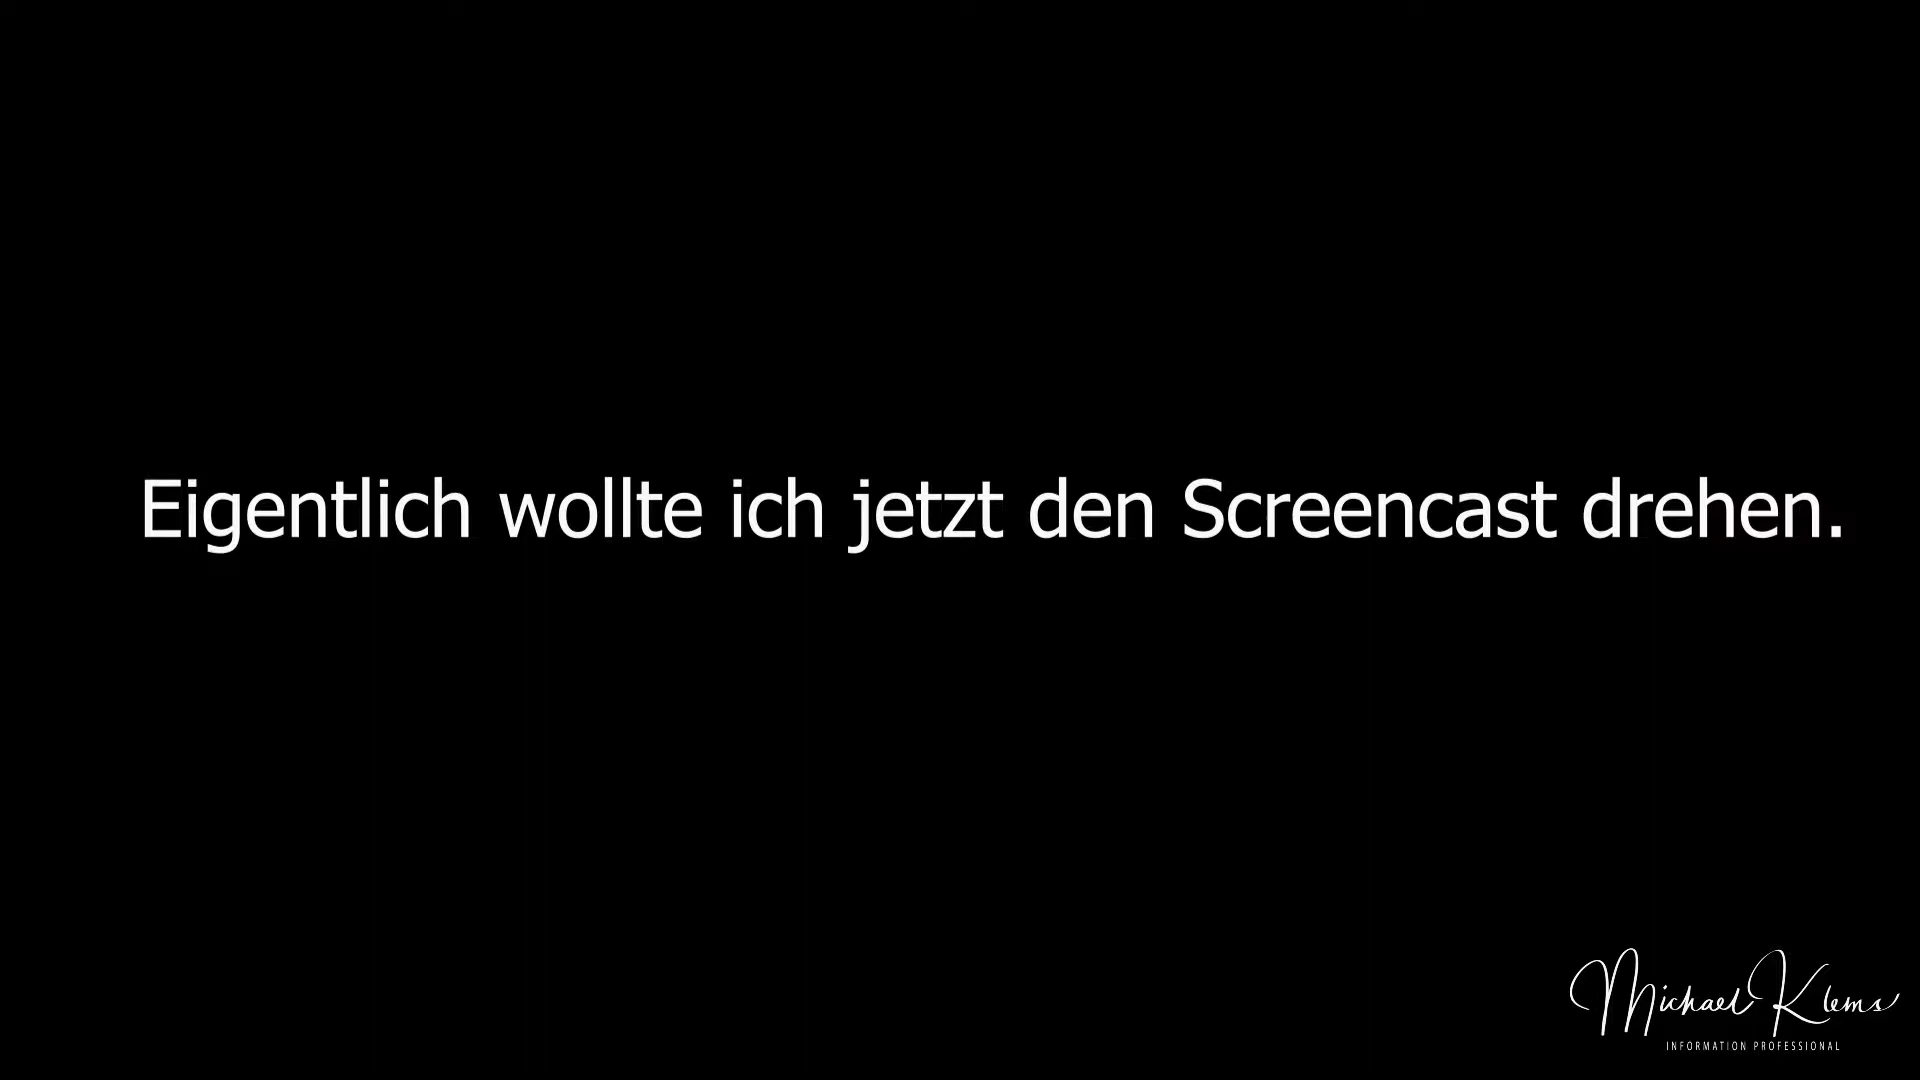 Eigentlich wollte ich jetzt den Screencast drehen.
Michael Klems
INFORMATION PROFESSIONAL